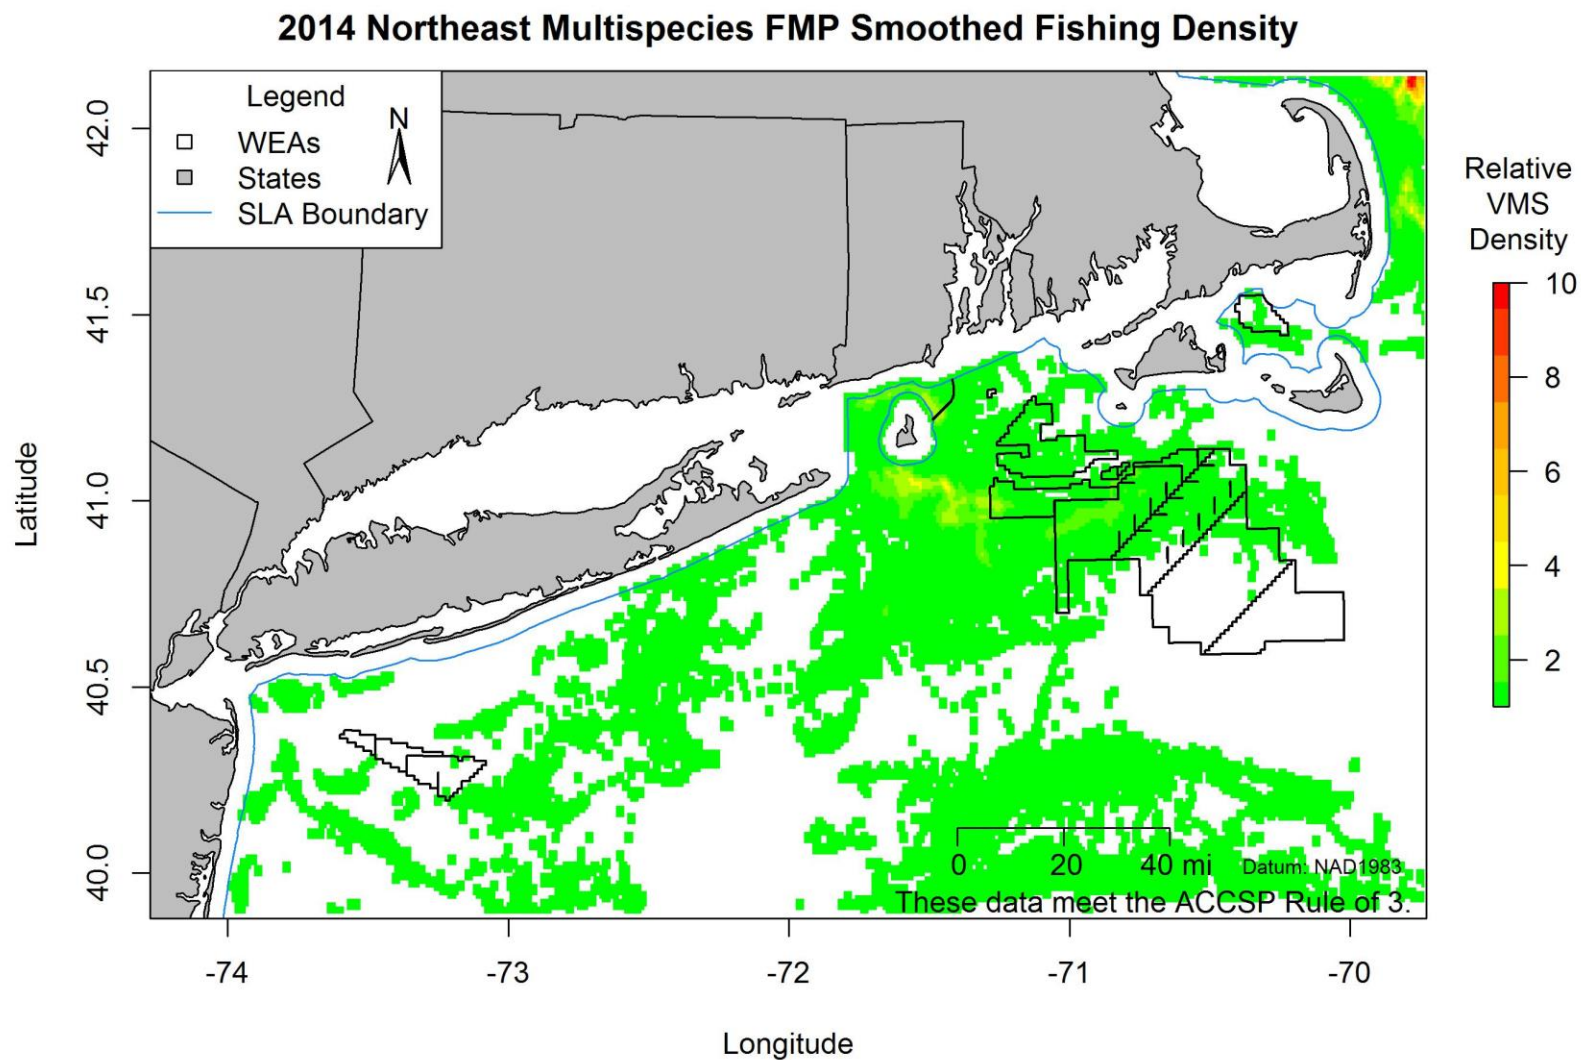 2014 Northeast Multispecies FMP Smoothed Fishing Density
Legend
N
WEAs
States
SLA Boundary
Relative
VMS
Density
10
8
6
4
2
Latitude
42.0
41.5
41.0
40.5
40.0
0 20 40 mi
Datum: NAD1983
These data meet the ACCSP Rule of 3.
-74 -73 -72 -71 -70
Longitude